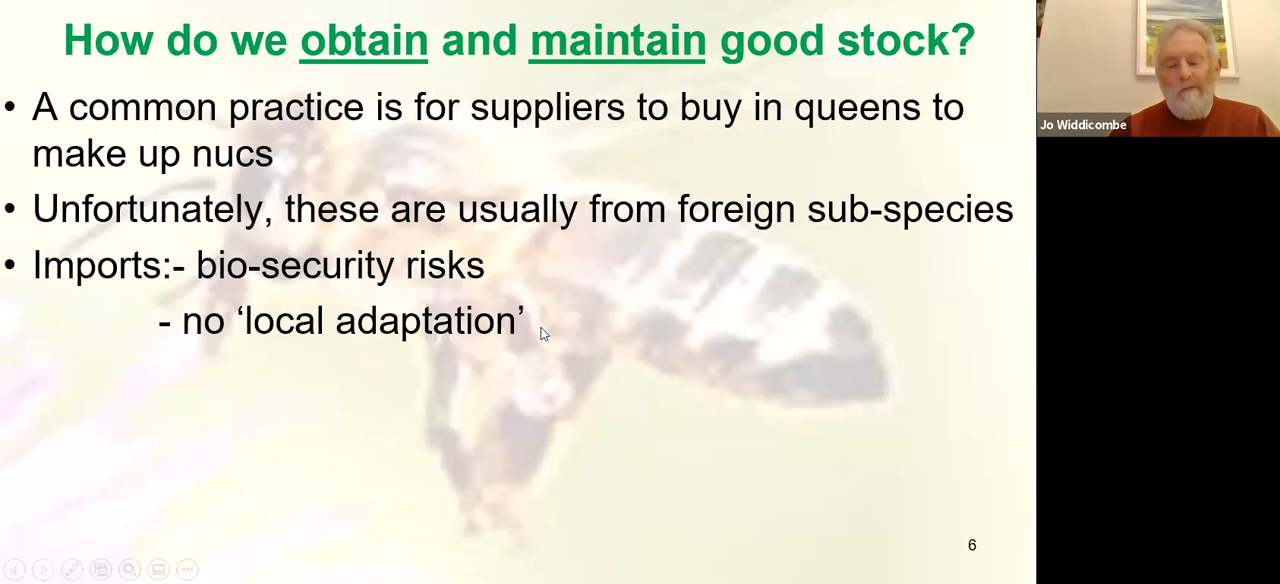 How do we obtain and maintain good stock?
• A common practice is for suppliers to buy in queens to
make up nucs
• Unfortunately, these are usually from foreign sub-species
• Imports:- bio-security risks
- no ‘local adaptation’
6
Jo Widdicombe